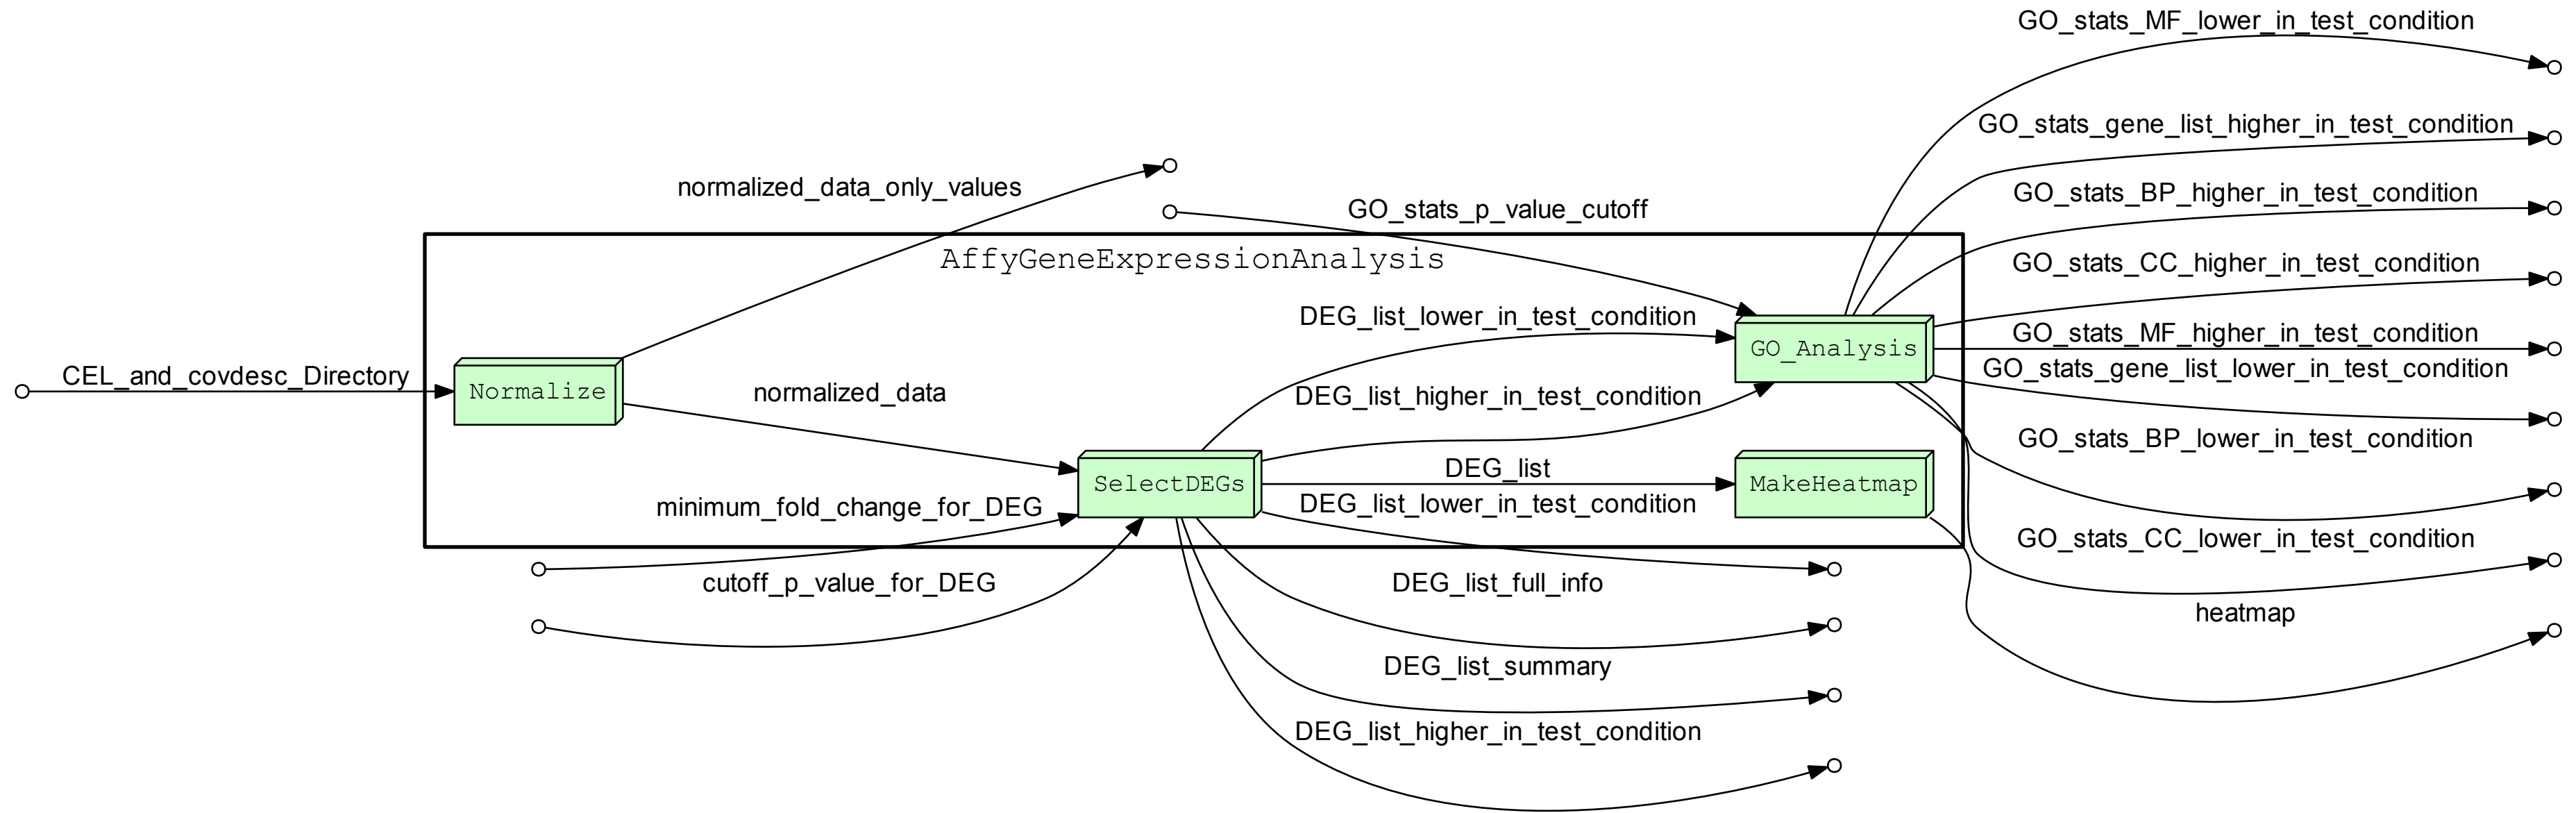 GO_stats_MF_lower_in_test_condition
GO_stats_gene_list_higher_in_test_condition
normalized_data_only_values
GO_stats_p_value_cutoff
GO_stats_BP_higher_in_test_condition
AffyGeneExpressionAnalysis
GO_stats_CC_higher_in_test_condition
DEG_list_lower_in_test_condition
GO_stats_MF_higher_in_test_condition
GO_Analysis
GO_stats_gene_list_lower_in_test_condition
CEL_and_covdesc_Directory
Normalize
normalized_data
DEG_list_higher_in_test_condition
GO_stats_BP_lower_in_test_condition
DEG_list
SelectDEGs
MakeHeatmap
minimum_fold_change_for_DEG
DEG_list_lower_in_test_condition
GO_stats_CC_lower_in_test_condition
cutoff_p_value_for_DEG
DEG_list_full_info
heatmap
DEG_list_summary
DEG_list_higher_in_test_condition